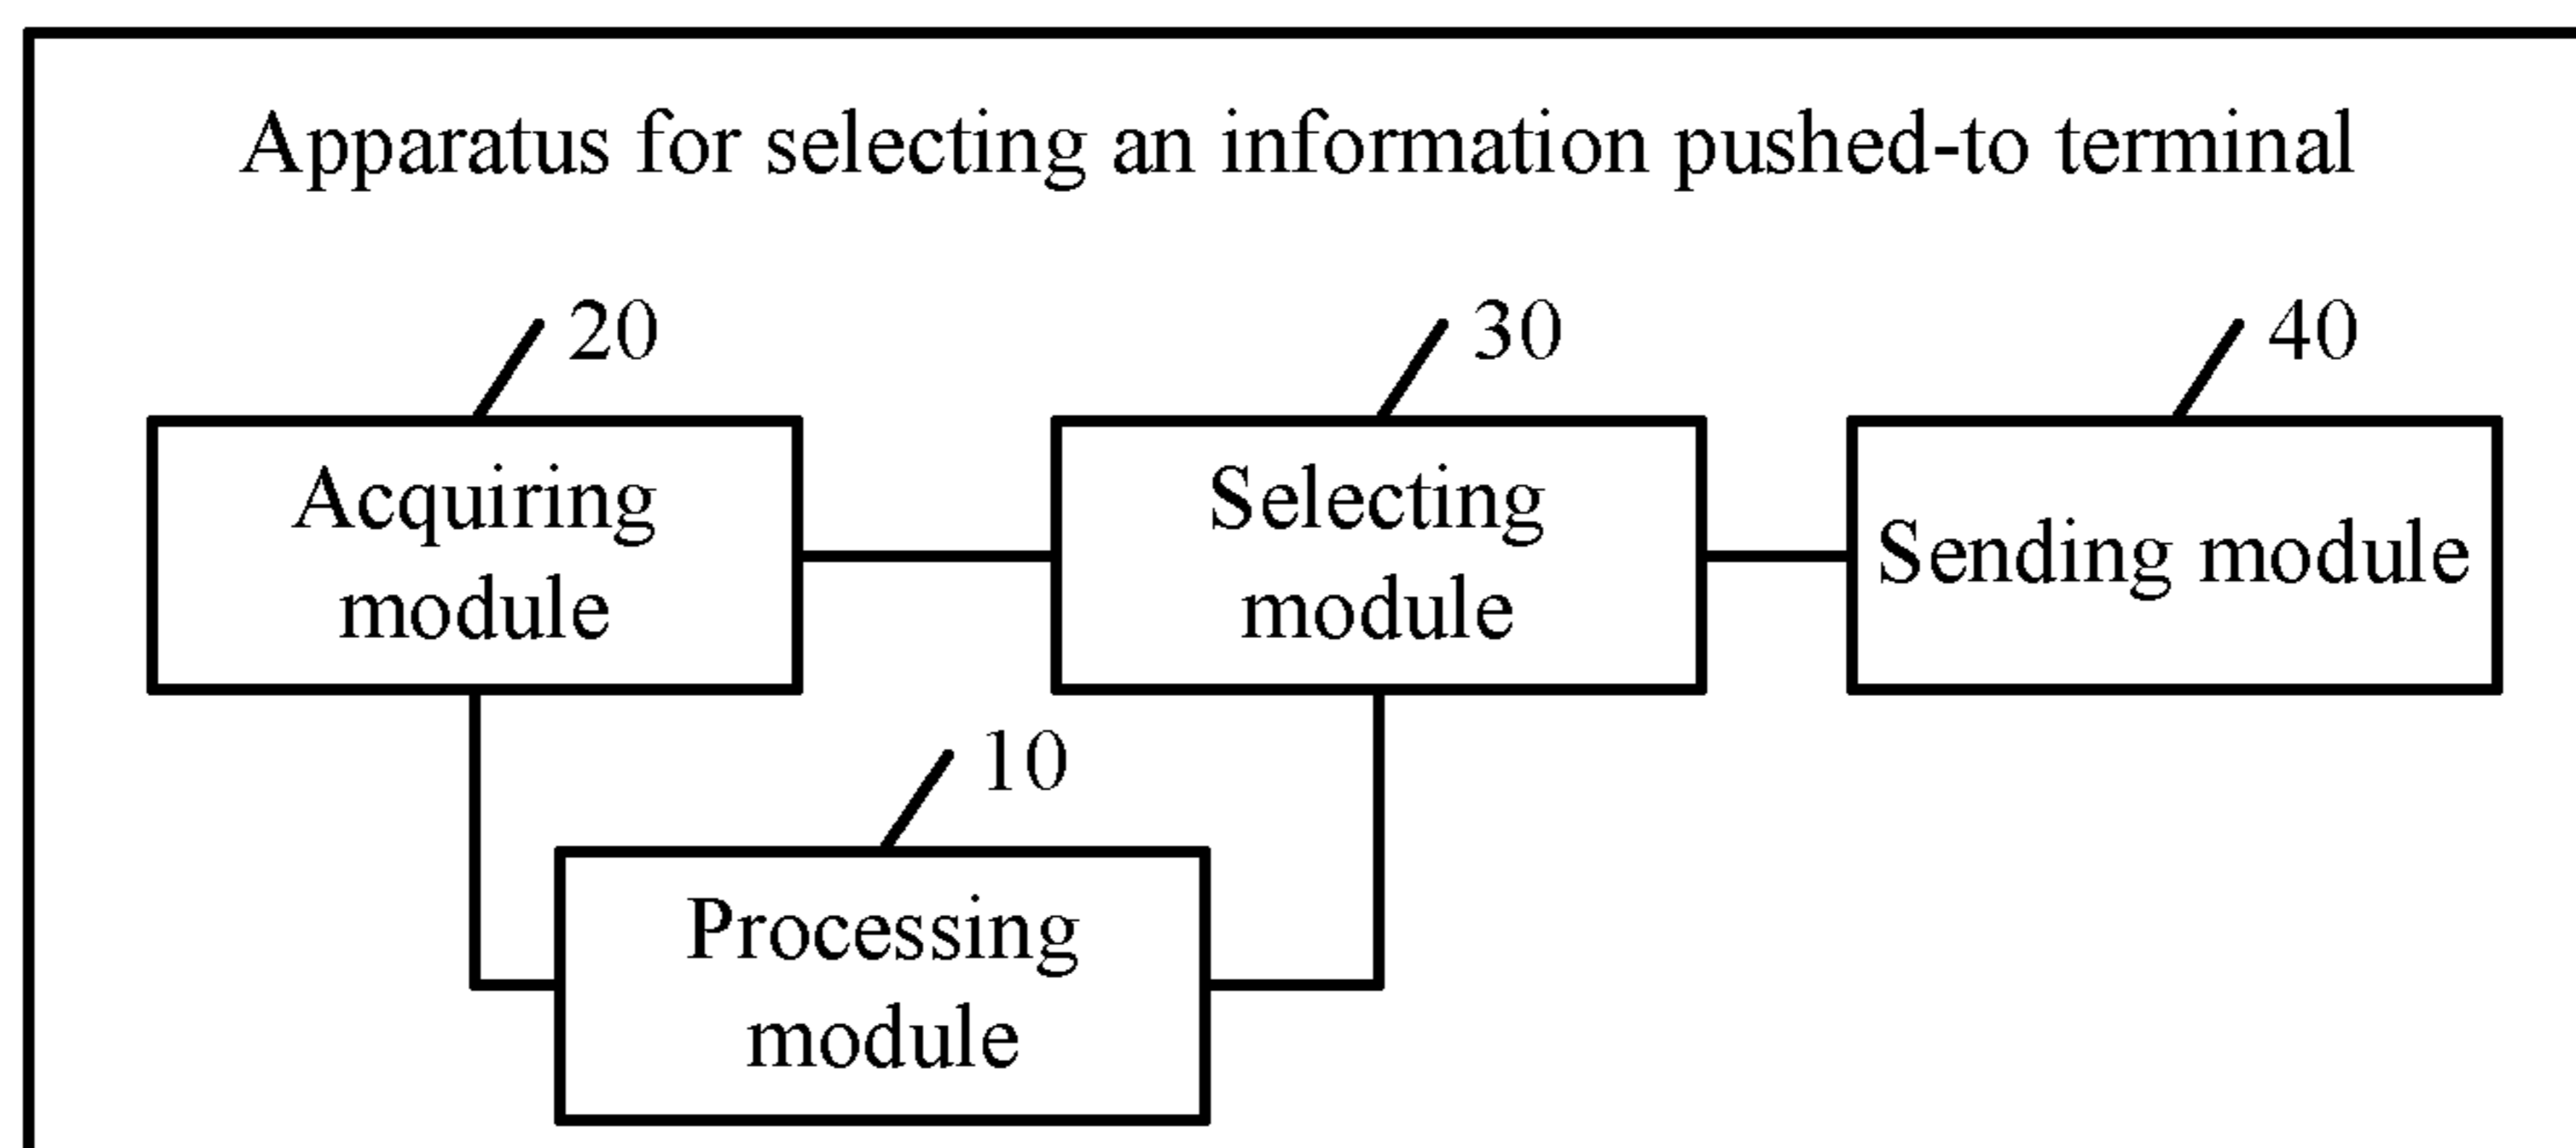 Apparatus for selecting an information pushed-to terminal
20
30
40
Acquiring
module
Selecting
module
Sending module
10
Processing
module